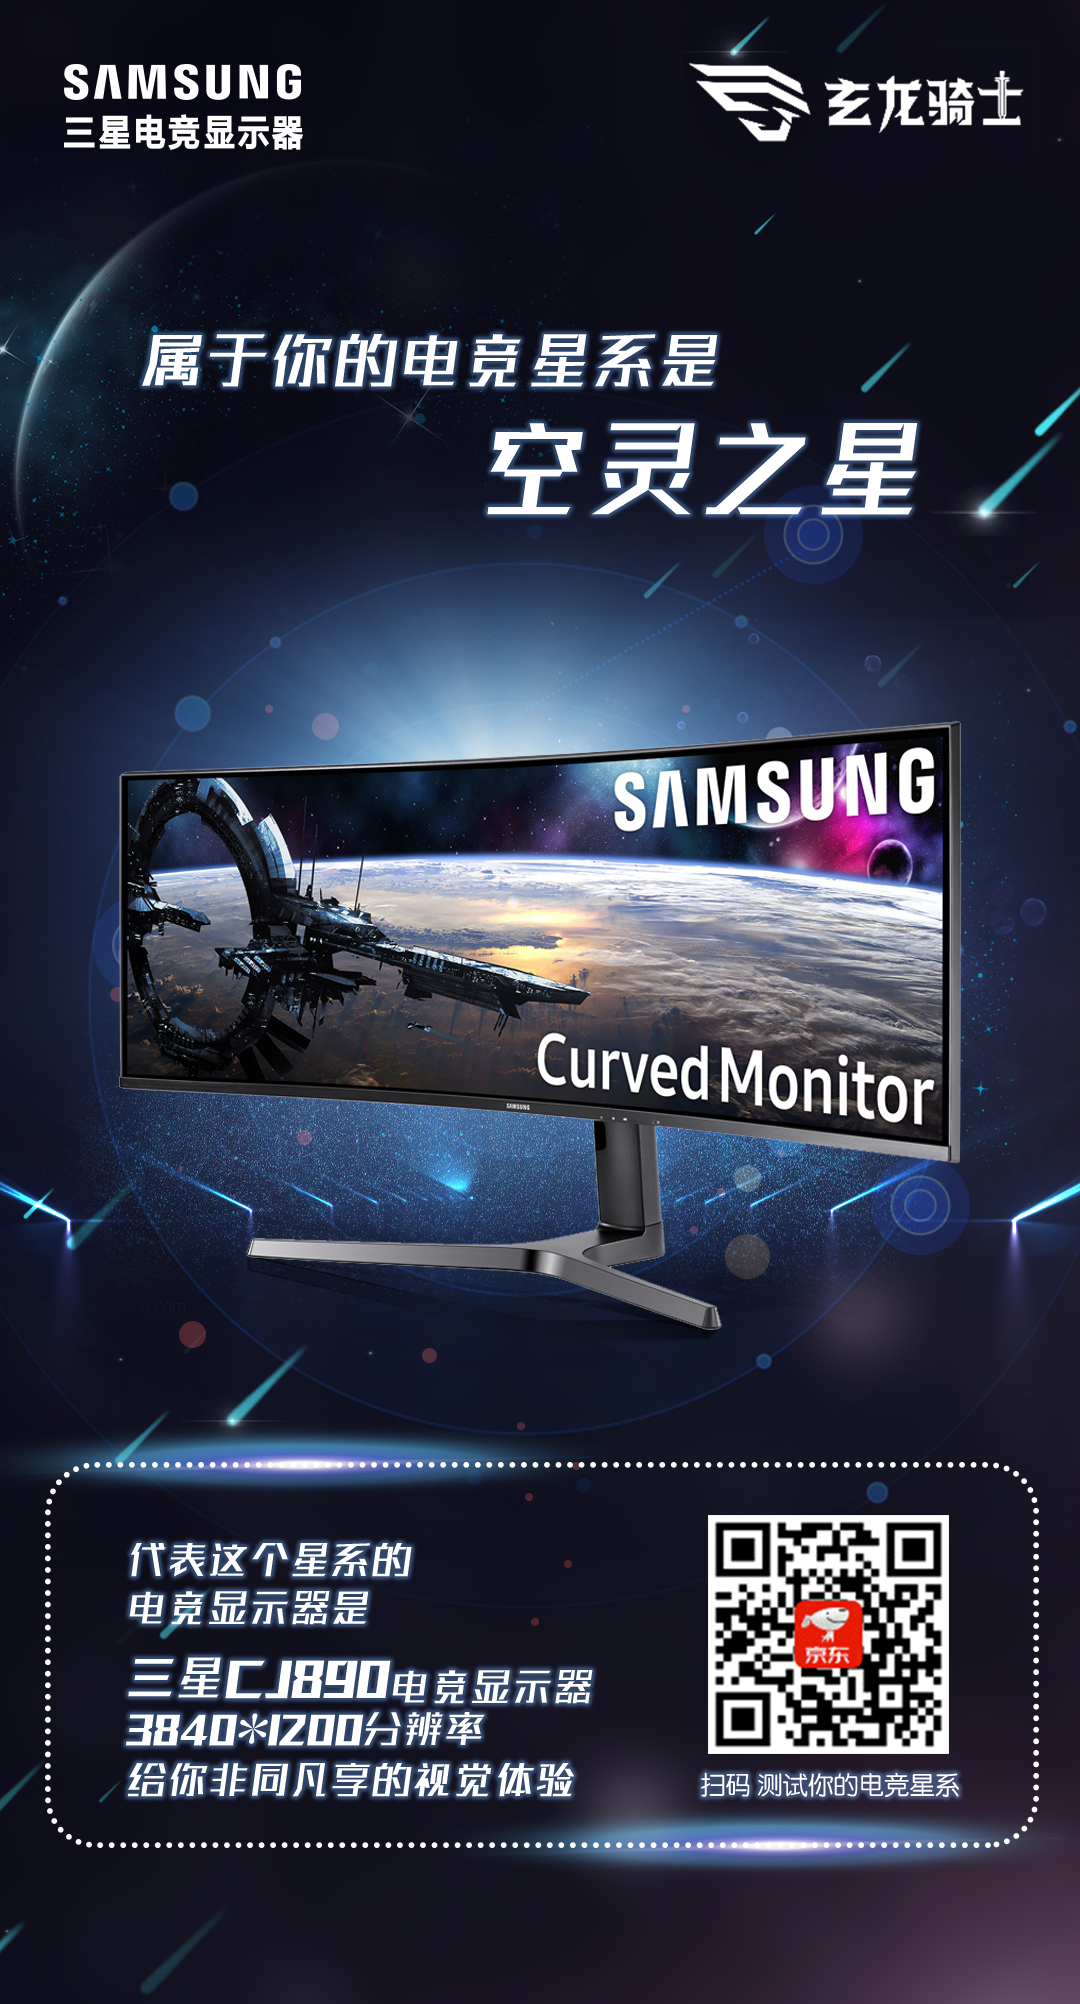 SAMSUNG
三星电竞显示器
玄龙骑士
属于你的电竞星系是
空灵之星
SAMSUNG
Curved Monitor
SAMSUNG
代表这个星系的
电竞显示器是
三星CJ890电竞显示器
3840*1200分辨率
给你非同凡享的视觉体验
京东
扫码 测试你的电竞星系